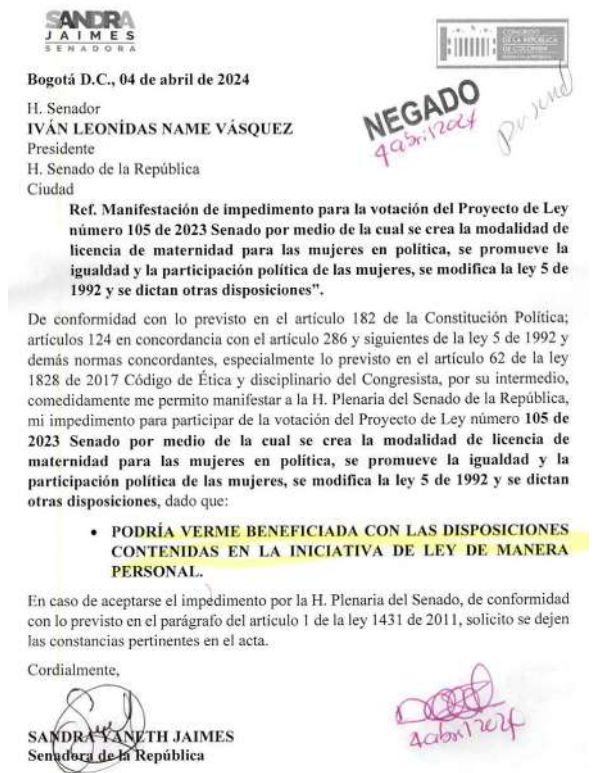 SANDRA
JAIMES
SENADORA
CONGRESO
DE LA REPÚBLICA
DE COLOMBIA
Bogotá D.C., 04 de abril de 2024
NEGADO
4 abril 2024
H. Senador
IVÁN LEONÍDAS NAME VÁSQUEZ
Presidente
H. Senado de la República
Ciudad
Ref. Manifestación de impedimento para la votación del Proyecto de Ley
número 105 de 2023 Senado por medio de la cual se crea la modalidad de
licencia de maternidad para las mujeres en política, se promueve la
igualdad y la participación política de las mujeres, se modifica la ley 5 de
1992 y se dictan otras disposiciones”.
De conformidad con lo previsto en el artículo 182 de la Constitución Política;
artículos 124 en concordancia con el artículo 286 y siguientes de la ley 5 de 1992 y
demás normas concordantes, especialmente lo previsto en el artículo 62 de la ley
1828 de 2017 Código de Ética y disciplinario del Congresista, por su intermedio,
comedidamente me permito manifestar a la H. Plenaria del Senado de la República,
mi impedimento para participar de la votación del Proyecto de Ley número 105 de
2023 Senado por medio de la cual se crea la modalidad de licencia de
maternidad para las mujeres en política, se promueve la igualdad y la
participación política de las mujeres, se modifica la ley 5 de 1992 y se dictan
otras disposiciones, dado que:
• PODRÍA VERME BENEFICIADA CON LAS DISPOSICIONES
CONTENIDAS EN LA INICIATIVA DE LEY DE MANERA
PERSONAL.
En caso de aceptarse el impedimento por la H. Plenaria del Senado, de conformidad
con lo previsto en el parágrafo del artículo 1 de la ley 1431 de 2011, solicito se dejen
las constancias pertinentes en el acta.
Cordialmente,
SANDRA YANETH JAIMES
Senadora de la República
4 abril 2024